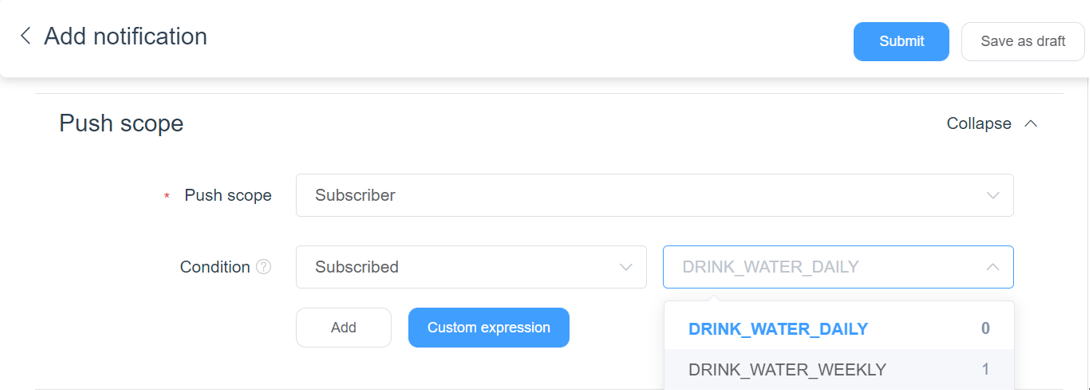 Add notification
Submit
Save as draft
Push scope
Collapse
* Push scope
Subscriber
Condition ?
Subscribed
DRINK_WATER_DAILY
Add
Custom expression
DRINK_WATER_DAILY 0
DRINK_WATER_WEEKLY 1